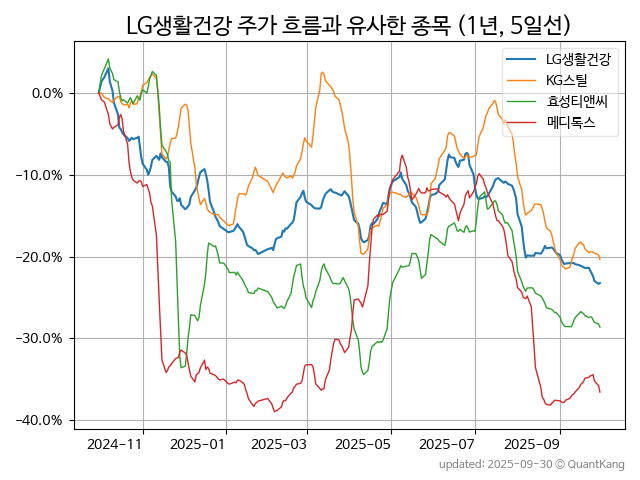 LG생활건강 주가 흐름과 유사한 종목 (1년, 5일선)
LG생활건강
KG스틸
효성티앤씨
메디톡스
0.0%
−10.0%
−20.0%
−30.0%
−40.0%
2024-11 2025-01 2025-03 2025-05 2025-07 2025-09
updated: 2025-09-30 © QuantKang